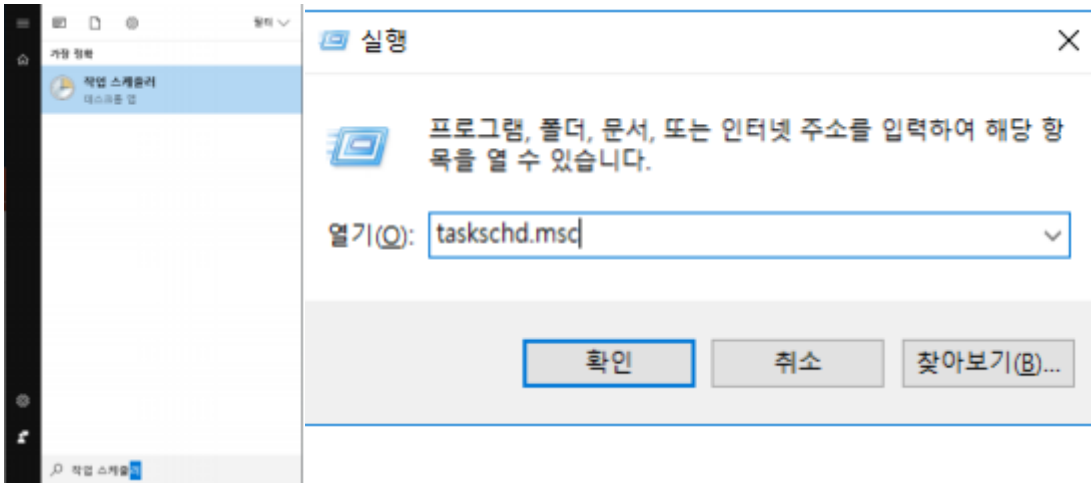 필터
가장 정확
작업 스케줄러
데스크톱 앱
작업 스케줄러
실행
프로그램, 폴더, 문서, 또는 인터넷 주소를 입력하여 해당 항
목을 열 수 있습니다.
열기(O):
taskschd.msc
확인
취소
찾아보기(B)...